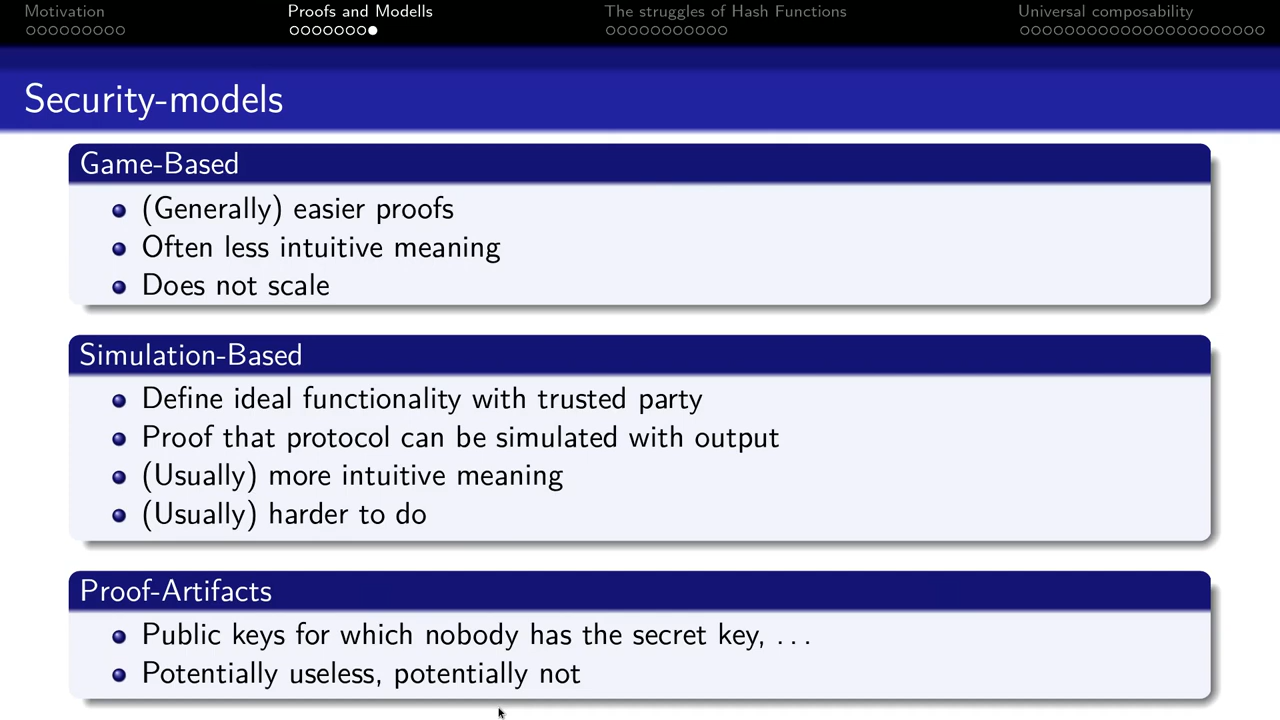 Motivation
Proofs and Modells
The struggles of Hash Functions
Universal composability
Security-models
Game-Based
(Generally) easier proofs
Often less intuitive meaning
Does not scale
Simulation-Based
Define ideal functionality with trusted party
Proof that protocol can be simulated with output
(Usually) more intuitive meaning
(Usually) harder to do
Proof-Artifacts
Public keys for which nobody has the secret key, . . .
Potentially useless, potentially not